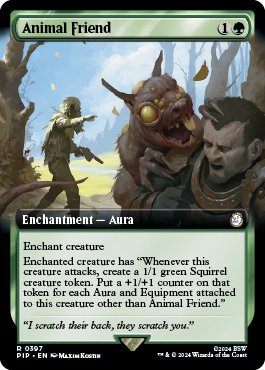 Animal Friend 1
Enchantment — Aura
Enchant creature
Enchanted creature has “Whenever this
creature attacks, create a 1/1 green Squirrel
creature token. Put a +1/+1 counter on that
token for each Aura and Equipment attached
to this creature other than Animal Friend.”
“I scratch their back, they scratch you.”
R 0397 ©2024 BSW
PIP • EN Maxim Kostin ™ & © 2024 Wizards of the Coast